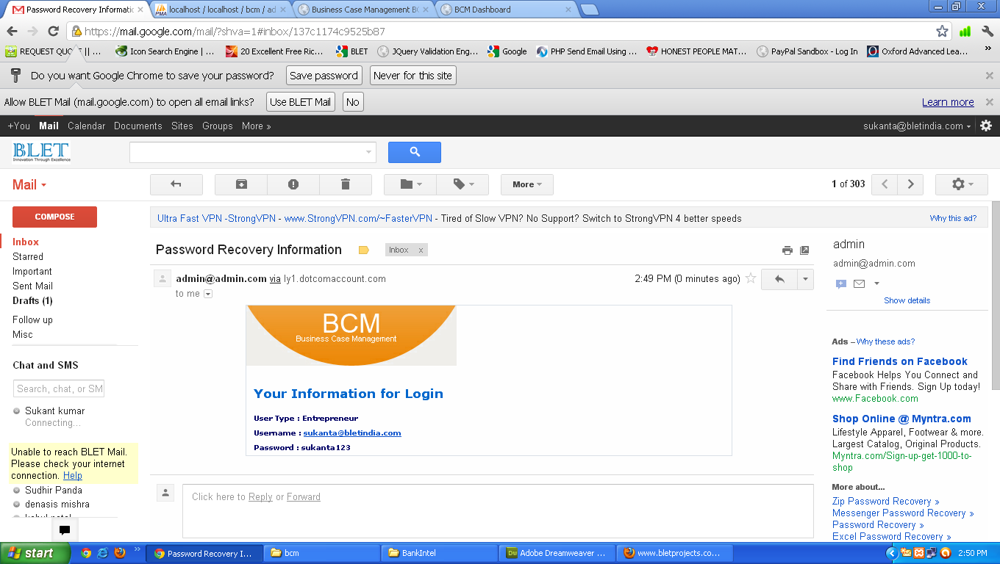 Password Recovery Informatio
localhost / localhost / bcm / ad
Business Case Management BC
BCM Dashboard
https://mail.google.com/mail/?shva=1#inbox/137c1174c9525b87
REQUEST QUOTE || ...
Icon Search Engine | ...
20 Excellent Free Ric...
BLET
JQuery Validation Eng...
Google
PHP Send Email Using ...
HONEST PEOPLE MAT...
PayPal Sandbox - Log In
Oxford Advanced Lea...
»
Do you want Google Chrome to save your password?
Save password
Never for this site
Allow BLET Mail (mail.google.com) to open all email links?
Use BLET Mail
No
Learn more
+You Mail Calendar Documents Sites Groups More »
sukanta@bletindia.com
BLET
Innovation Through Excellence
Mail
More
1 of 303
COMPOSE
Inbox
Starred
Important
Sent Mail
Drafts (1)
Follow up
Misc
Chat and SMS
Search, chat, or SM
Sukant kumar
Connecting...
Unable to reach BLET Mail.
Please check your internet
connection. Help
Sudhir Panda
denasis mishra
Ultra Fast VPN -StrongVPN - www.StrongVPN.com/~FasterVPN - Tired of Slow VPN? No Support? Switch to StrongVPN 4 better speeds
Why this ad?
Password Recovery Information
Inbox x
admin@admin.com via ly1.dotcomaccount.com
2:49 PM (0 minutes ago)
to me
BCM
Business Case Management
Your Information for Login
User Type : Entrepreneur
Username : sukanta@bletindia.com
Password : sukanta123
Click here to Reply or Forward
admin
admin@admin.com
Show details
Ads – Why these ads?
Find Friends on Facebook
Facebook Helps You Connect and
Share with Friends. Sign Up today!
www.Facebook.com
Shop Online @ Myntra.com
Lifestyle Apparel, Footwear & more.
Largest Catalog, Original Products.
Myntra.com/Sign-up-get-1000-to-
shop
More about...
Zip Password Recovery »
Messenger Password Recovery »
Password Recovery »
Excel Password Recovery »
start
»
Password Recovery I...
bcm
BankIntel
Adobe Dreamweaver ...
www.bletprojects.co...
2:50 PM